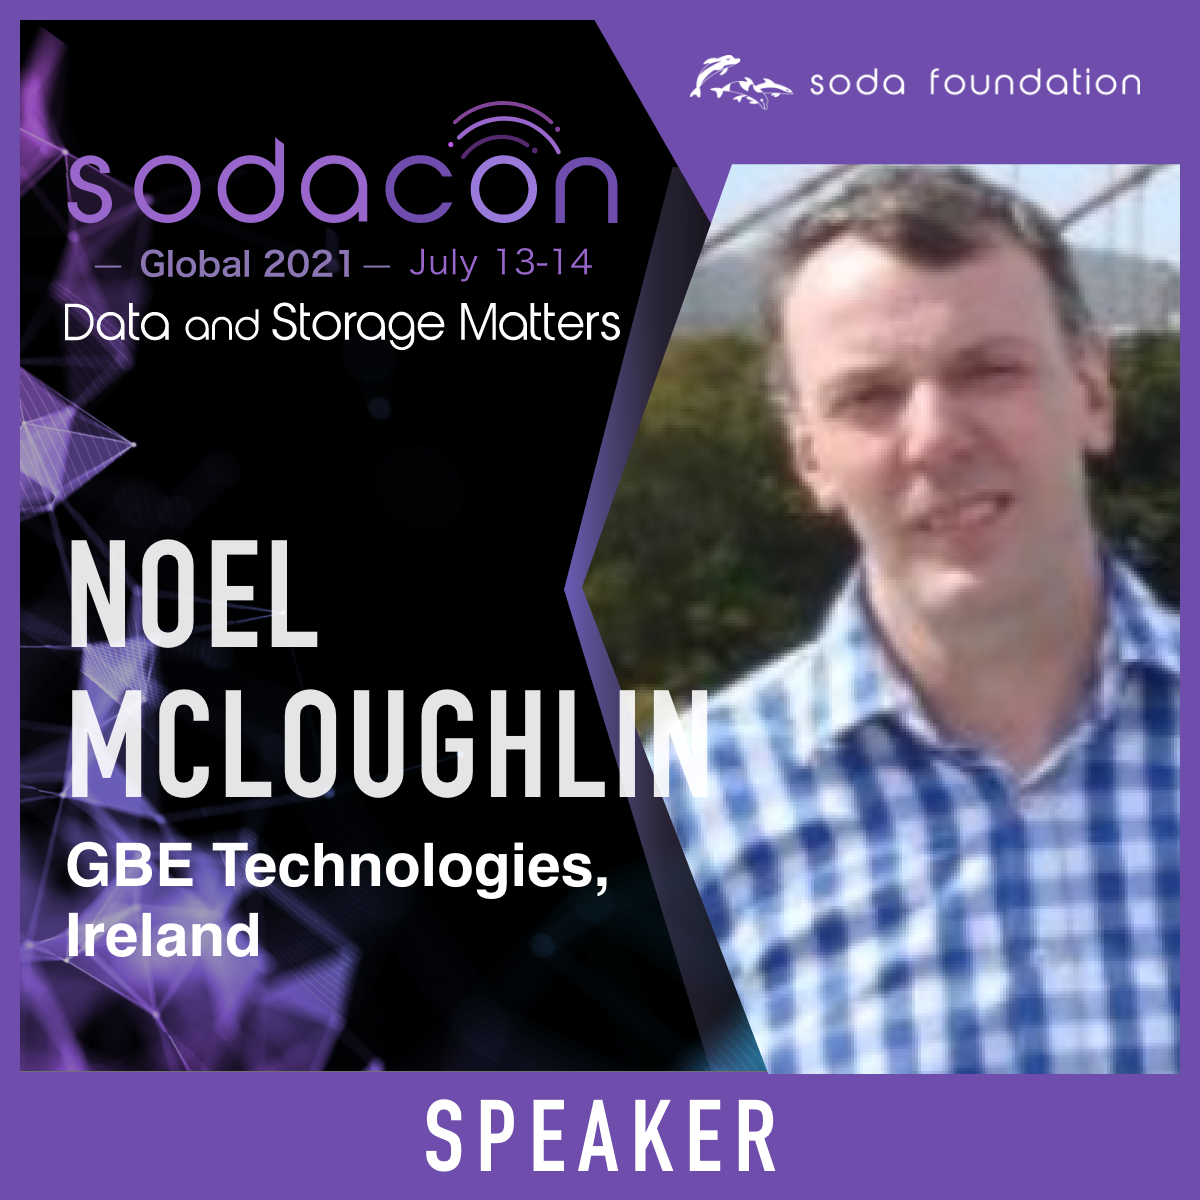 soda foundation
sodacon
— Global 2021 — July 13-14
Data and Storage Matters
NOEL
MCLOUGHLIN
GBE Technologies,
Ireland
SPEAKER